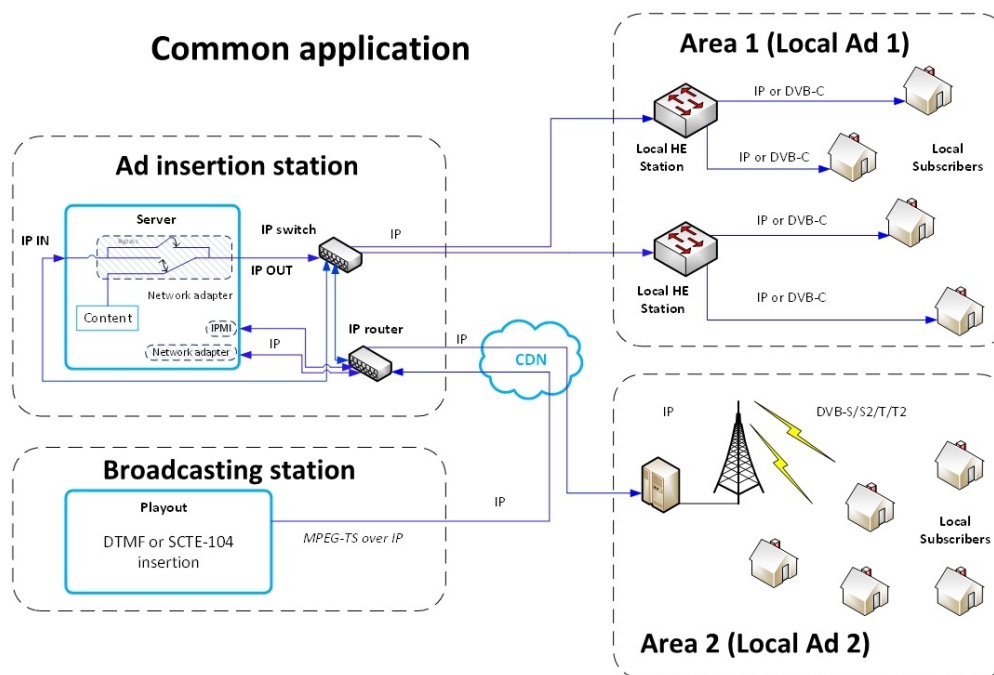 Common application
Ad insertion station
Server
Bypass
IP IN
IP OUT
Network adapter
Content
IPMI
Network adapter
IP
IP switch
IP
IP router
IP
CDN
Broadcasting station
Playout
DTMF or SCTE-104
insertion
MPEG-TS over IP
IP
Area 1 (Local Ad 1)
IP or DVB-C
Local HE
Station
IP or DVB-C
Local
Subscribers
IP or DVB-C
Local HE
Station
IP or DVB-C
IP
DVB-S/S2/T/T2
Local
Subscribers
Area 2 (Local Ad 2)